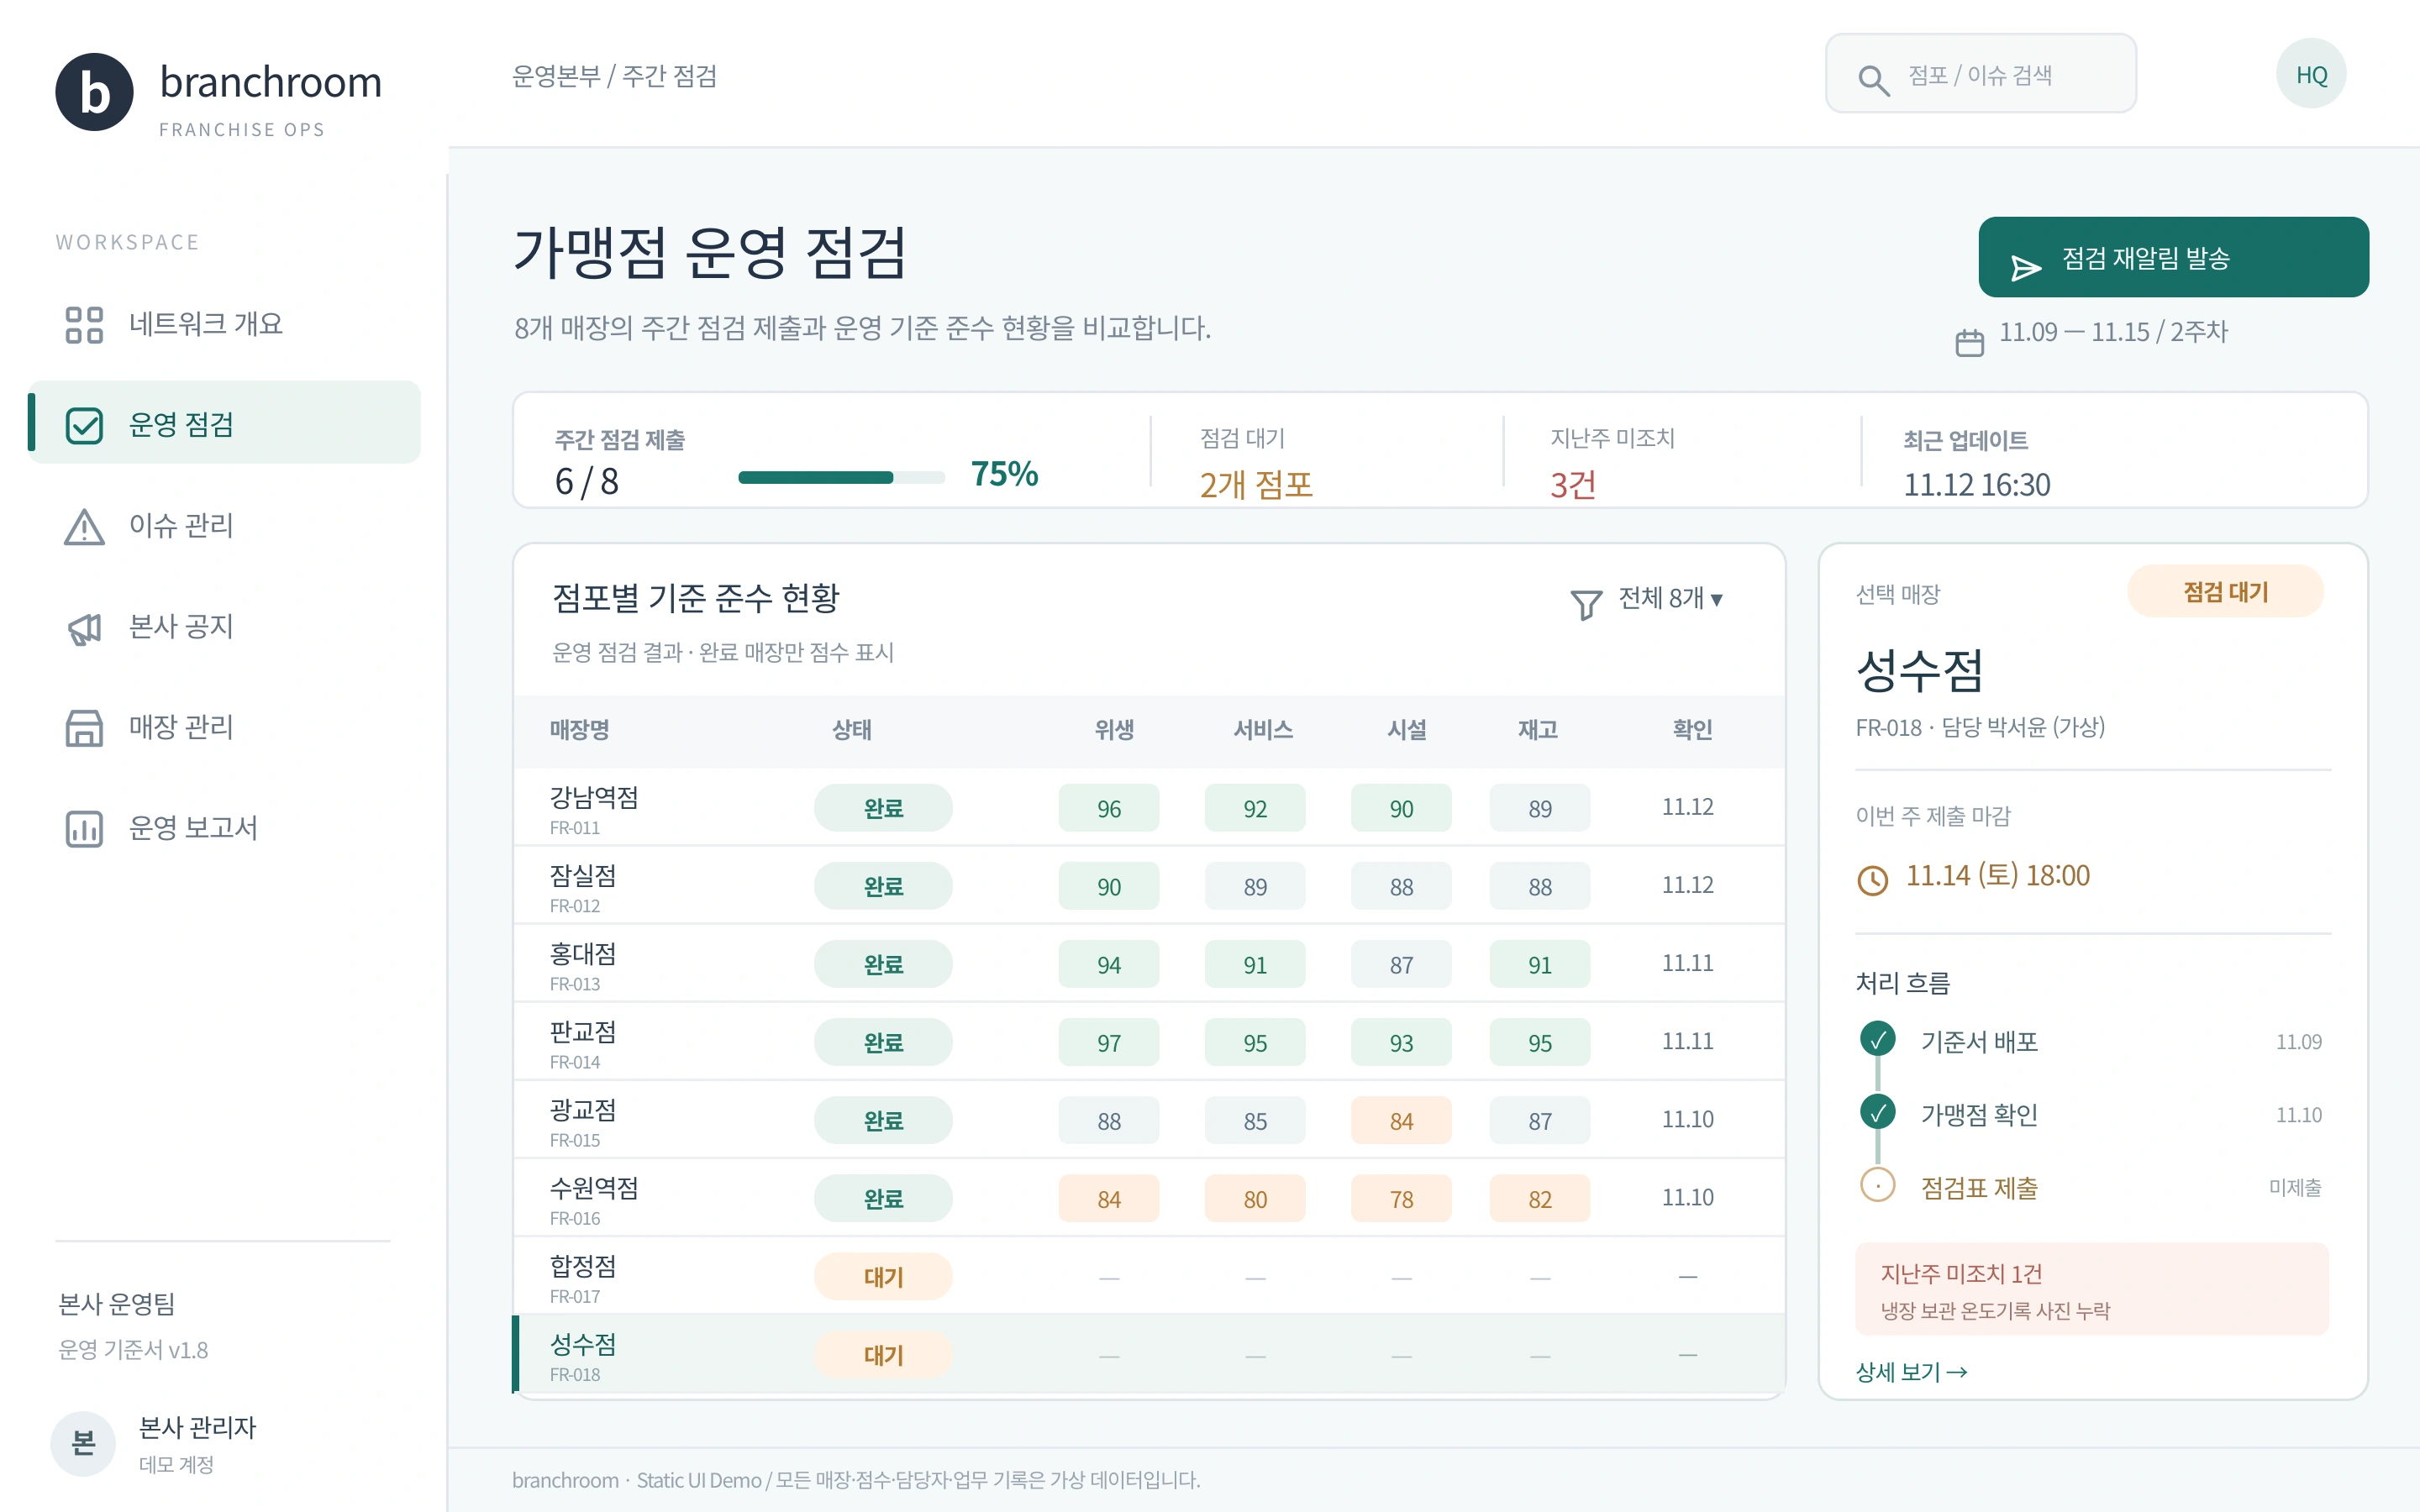 branchroom
FRANCHISE OPS
운영본부 / 주간 점검
점포 / 이슈 검색
HQ
WORKSPACE
네트워크 개요
운영 점검
이슈 관리
본사 공지
매장 관리
운영 보고서
본사 운영팀
운영 기준서 v1.8
본
본사 관리자
데모 계정
가맹점 운영 점검
8개 매장의 주간 점검 제출과 운영 기준 준수 현황을 비교합니다.
점검 재알림 발송
11.09 — 11.15 / 2주차
주간 점검 제출
6 / 8
75%
점검 대기
2개 점포
지난주 미조치
3건
최근 업데이트
11.12 16:30
점포별 기준 준수 현황
전체 8개 ▾
운영 점검 결과 · 완료 매장만 점수 표시
매장명 상태 위생 서비스 시설 재고 확인
강남역점 완료 96 92 90 89 11.12
FR-011
잠실점 완료 90 89 88 88 11.12
FR-012
홍대점 완료 94 91 87 91 11.11
FR-013
판교점 완료 97 95 93 95 11.11
FR-014
광교점 완료 88 85 84 87 11.10
FR-015
수원역점 완료 84 80 78 82 11.10
FR-016
합정점 대기 — — — — —
FR-017
성수점 대기 — — — — —
FR-018
선택 매장
점검 대기
성수점
FR-018 · 담당 박서윤 (가상)
이번 주 제출 마감
11.14 (토) 18:00
처리 흐름
✓ 기준서 배포 11.09
✓ 가맹점 확인 11.10
· 점검표 제출 미제출
지난주 미조치 1건
냉장 보관 온도기록 사진 누락
상세 보기 →
branchroom · Static UI Demo / 모든 매장·점수·담당자·업무 기록은 가상 데이터입니다.